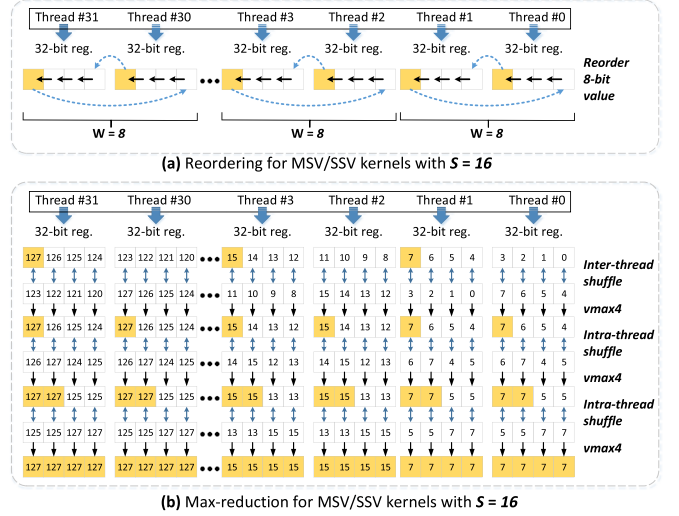 Thread #31 Thread #30 Thread #3 Thread #2 Thread #1 Thread #0
32-bit reg. 32-bit reg. 32-bit reg. 32-bit reg. 32-bit reg. 32-bit reg.
Reorder
8-bit
value
W = 8 W = 8 W = 8
(a) Reordering for MSV/SSV kernels with S = 16
Thread #31 Thread #30 Thread #3 Thread #2 Thread #1 Thread #0
32-bit reg. 32-bit reg. 32-bit reg. 32-bit reg. 32-bit reg. 32-bit reg.
127 126 125 124 123 122 121 120 15 14 13 12 11 10 9 8 7 6 5 4 3 2 1 0
Inter-thread
shuffle
123 122 121 120 127 126 125 124 11 10 9 8 15 14 13 12 3 2 1 0 7 6 5 4
vmax4
127 126 125 124 127 126 125 124 15 14 13 12 15 14 13 12 7 6 5 4 7 6 5 4
Intra-thread
shuffle
126 127 124 125 126 127 124 125 14 15 12 13 14 15 12 13 6 7 4 5 6 7 4 5
vmax4
127 127 125 125 127 127 125 125 15 15 13 13 15 15 13 13 7 7 5 5 7 7 5 5
Intra-thread
shuffle
125 125 127 127 125 125 127 127 13 13 15 15 13 13 15 15 5 5 7 7 5 5 7 7
vmax4
127 127 127 127 127 127 127 127 15 15 15 15 15 15 15 15 7 7 7 7 7 7 7 7
(b) Max-reduction for MSV/SSV kernels with S = 16